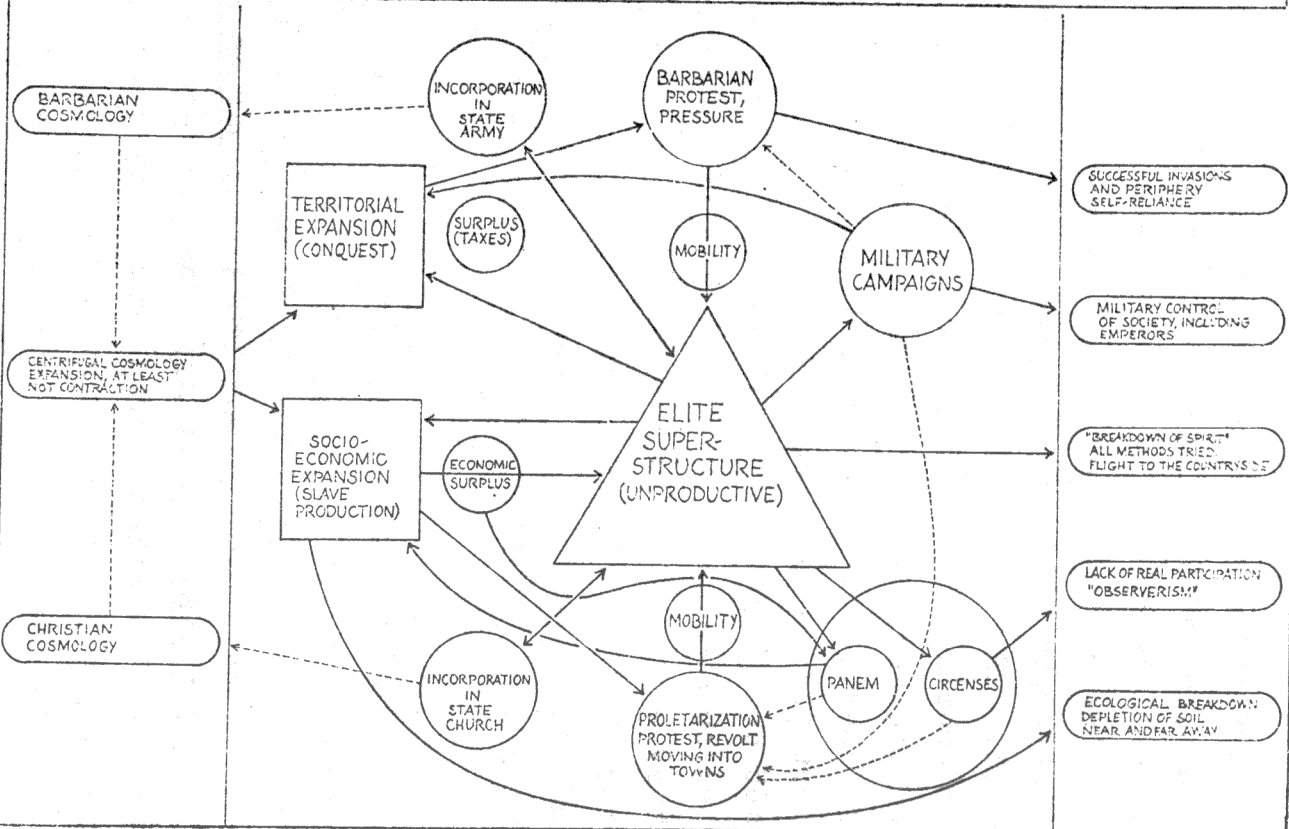 BARBARIAN
COSMOLOGY
CENTRIFUGAL COSMOLOGY
EXPANSION, AT LEAST
NOT CONTRACTION
CHRISTIAN
COSMOLOGY
INCORPORATION
IN
STATE
ARMY
BARBARIAN
PROTEST,
PRESSURE
TERRITORIAL
EXPANSION
(CONQUEST)
SURPLUS
(TAXES)
MOBILITY
MILITARY
CAMPAIGNS
SOCIO-
ECONOMIC
EXPANSION
(SLAVE
PRODUCTION)
ECONOMIC
SURPLUS
ELITE
SUPER-
STRUCTURE
(UNPRODUCTIVE)
INCORPORATION
IN
STATE
CHURCH
MOBILITY
PROLETARIZATION
PROTEST, REVOLT
MOVING INTO
TOWNS
PANEM
CIRCENSES
SUCCESSFUL INVASIONS
AND PERIPHERY
SELF-RELIANCE
MILITARY CONTROL
OF SOCIETY, INCLUDING
EMPERORS
"BREAKDOWN OF SPIRIT"
ALL METHODS TRIED.
FLIGHT TO THE COUNTRYSIDE
LACK OF REAL PARTICIPATION
"OBSERVERISM"
ECOLOGICAL BREAKDOWN
DEPLETION OF SOIL
NEAR AND FAR AWAY